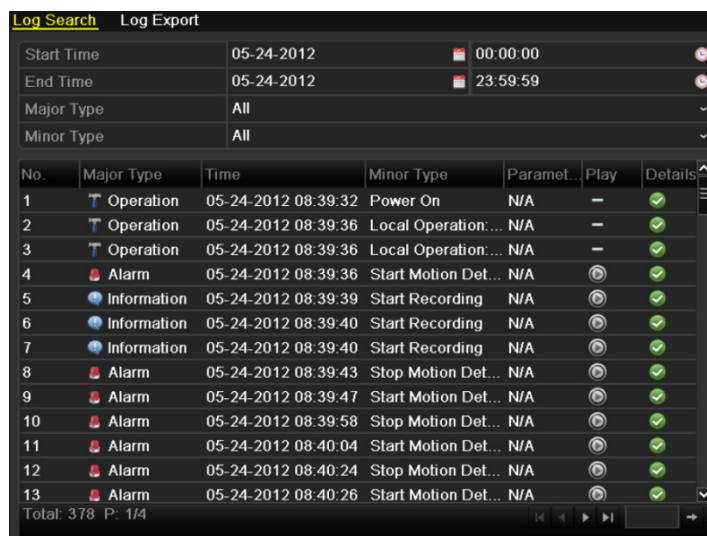 Log Search Log Export
Start Time 05-24-2012 00:00:00
End Time 05-24-2012 23:59:59
Major Type All
Minor Type All
No. Major Type Time Minor Type Paramet... Play Details
1 Operation 05-24-2012 08:39:32 Power On N/A –
2 Operation 05-24-2012 08:39:36 Local Operation:... N/A –
3 Operation 05-24-2012 08:39:36 Local Operation:... N/A –
4 Alarm 05-24-2012 08:39:36 Start Motion Det... N/A
5 Information 05-24-2012 08:39:39 Start Recording N/A
6 Information 05-24-2012 08:39:40 Start Recording N/A
7 Information 05-24-2012 08:39:40 Start Recording N/A
8 Alarm 05-24-2012 08:39:43 Stop Motion Det... N/A
9 Alarm 05-24-2012 08:39:47 Start Motion Det... N/A
10 Alarm 05-24-2012 08:39:58 Stop Motion Det... N/A
11 Alarm 05-24-2012 08:40:04 Start Motion Det... N/A
12 Alarm 05-24-2012 08:40:24 Stop Motion Det... N/A
13 Alarm 05-24-2012 08:40:26 Start Motion Det... N/A
Total: 378 P: 1/4